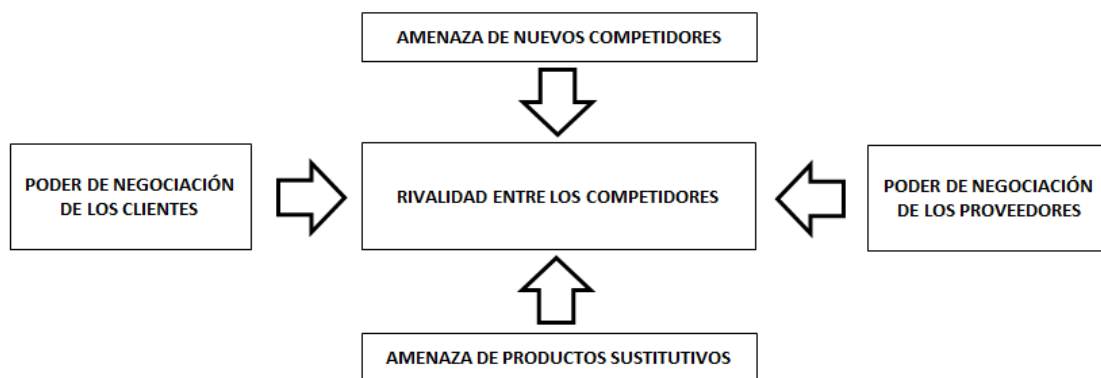 AMENAZA DE NUEVOS COMPETIDORES
PODER DE NEGOCIACIÓN
DE LOS CLIENTES
RIVALIDAD ENTRE LOS COMPETIDORES
PODER DE NEGOCIACIÓN
DE LOS PROVEEDORES
AMENAZA DE PRODUCTOS SUSTITUTIVOS